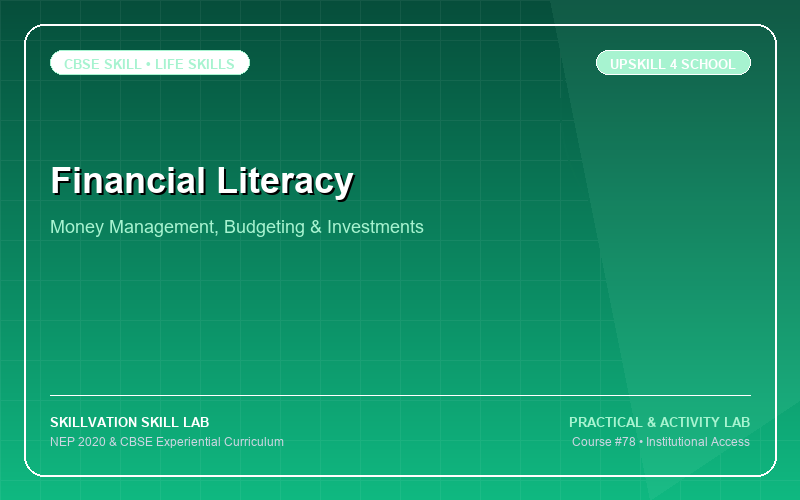 CBSE SKILL • LIFE SKILLS
UPSKILL 4 SCHOOL
Financial Literacy
Money Management, Budgeting & Investments
SKILLVATION SKILL LAB
PRACTICAL & ACTIVITY LAB
NEP 2020 & CBSE Experiential Curriculum
Course #78 • Institutional Access